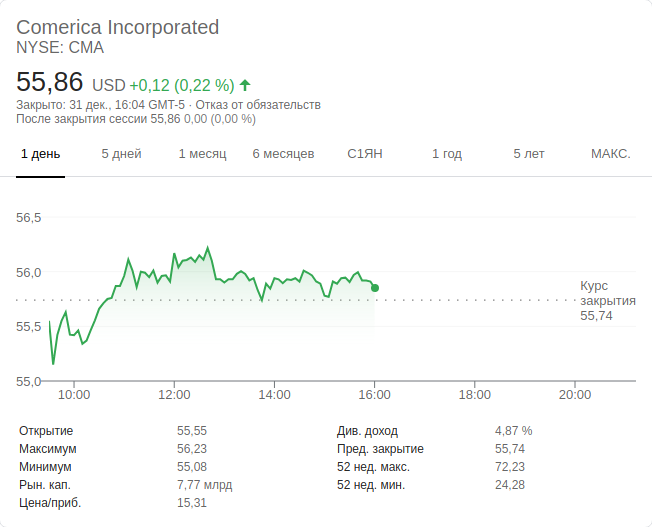 Comerica Incorporated
NYSE: CMA
55,86 USD +0,12 (0,22 %)
Закрыто: 31 дек., 16:04 GMT-5 · Отказ от обязательств
После закрытия сессии 55,86 0,00 (0,00 %)
1 день 5 дней 1 месяц 6 месяцев С1ЯН 1 год 5 лет МАКС.
56,5
56,0
55,5
55,0
Курс
закрытия
55,74
10:00 12:00 14:00 16:00 18:00 20:00
Открытие 55,55 Див. доход 4,87 %
Максимум 56,23 Пред. закрытие 55,74
Минимум 55,08 52 нед. макс. 72,23
Рын. кап. 7,77 млрд 52 нед. мин. 24,28
Цена/приб. 15,31